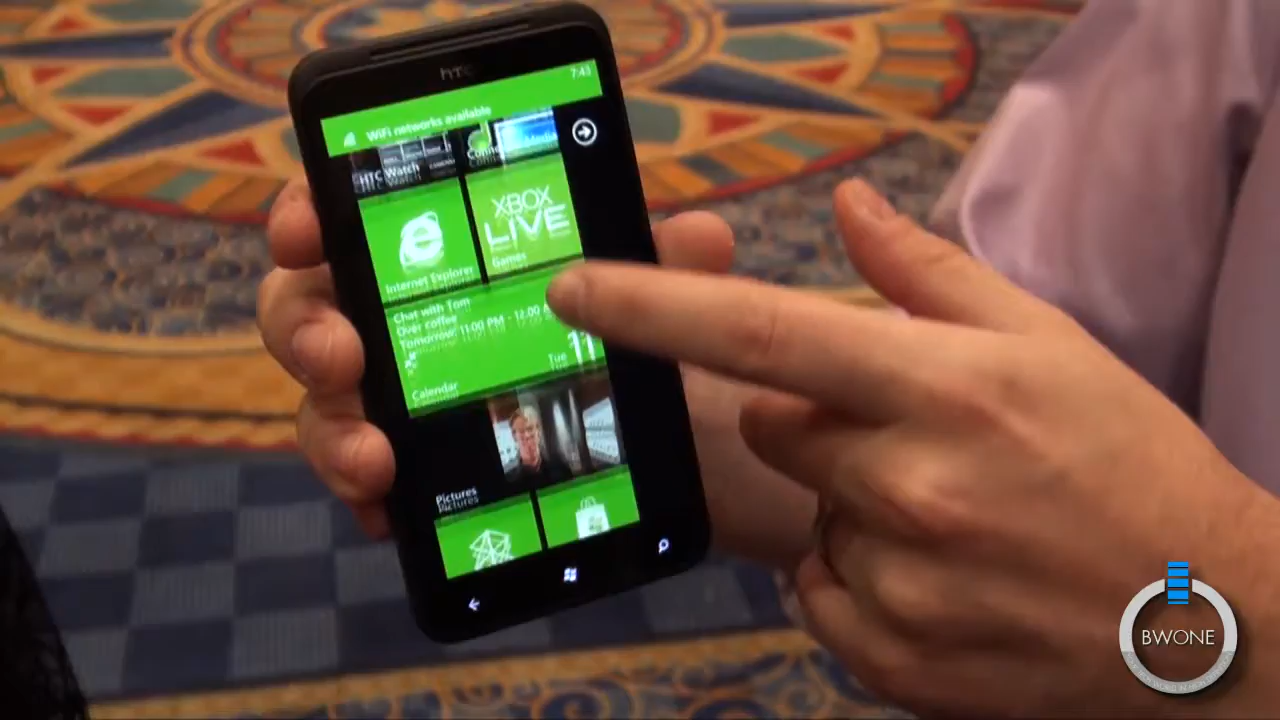 hTC
7:43
WiFi networks available
HTC Watch
Media
Internet Explorer
XBOX
LIVE
Games
Chat with Tom
Over coffee
Tomorrow: 11:00 PM - 12:00
Tue 11
Calendar
Pictures
BWONE